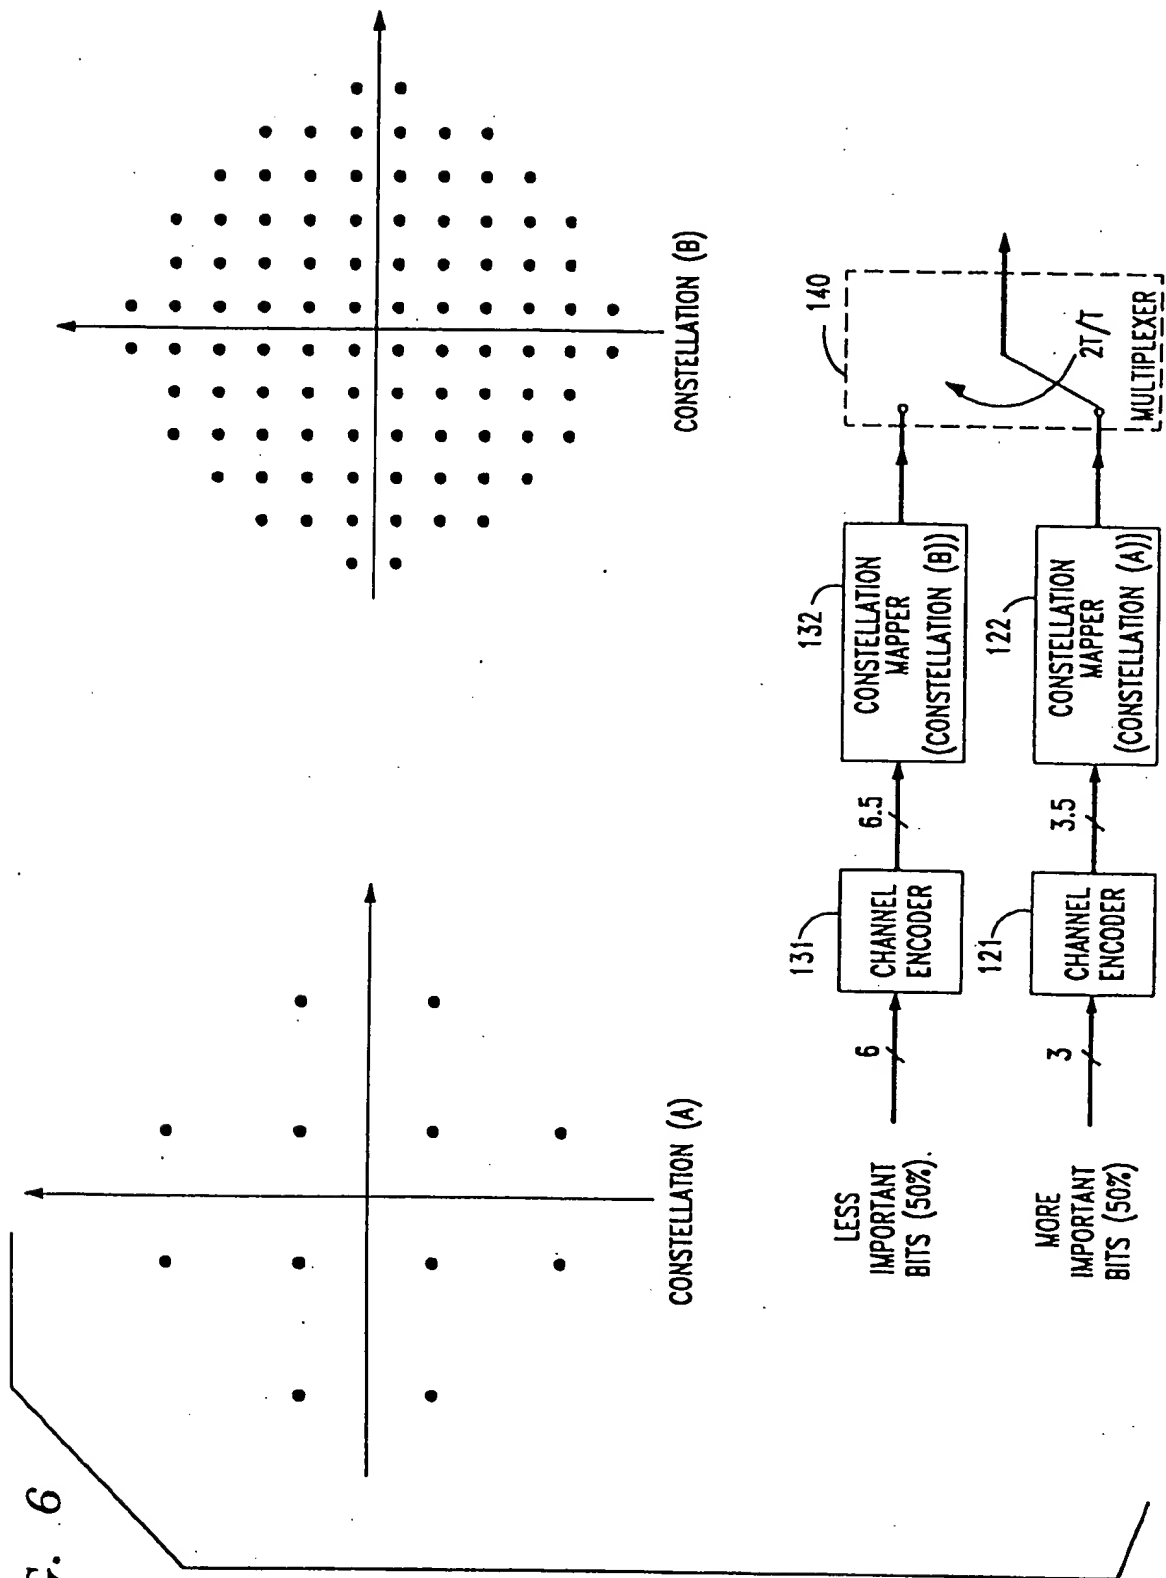 6
CONSTELLATION (A)
CONSTELLATION (B)
LESS
IMPORTANT
BITS (50%).
6
131
CHANNEL
ENCODER
6.5
132
CONSTELLATION
MAPPER
(CONSTELLATION (B))
140
2T/T
MULTIPLEXER
MORE
IMPORTANT
BITS (50%)
3
121
CHANNEL
ENCODER
3.5
122
CONSTELLATION
MAPPER
(CONSTELLATION (A))